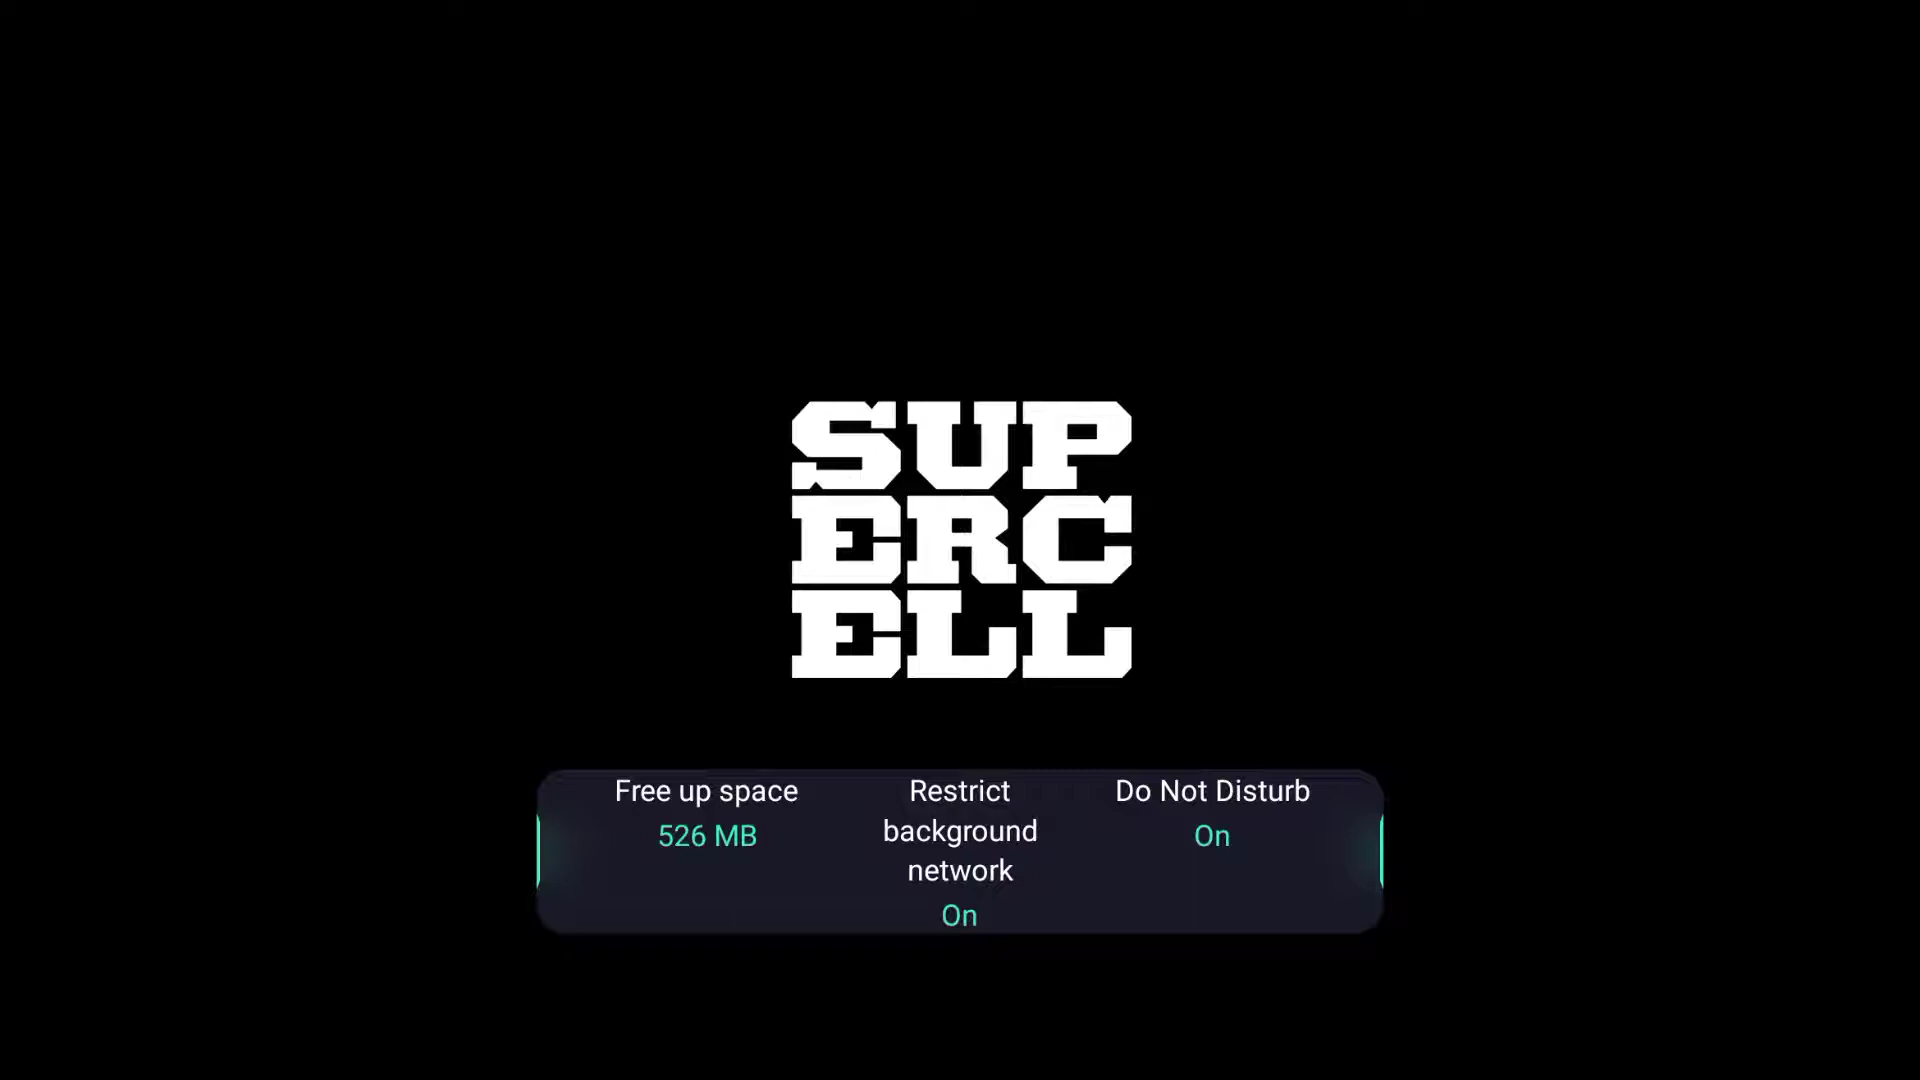 SUP
ERC
ELL
Free up space
526 MB
Restrict
background
network
On
Do Not Disturb
On